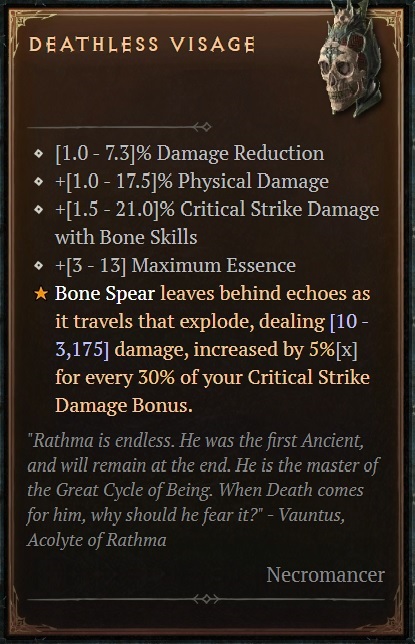 DEATHLESS VISAGE
[1.0 - 7.3]% Damage Reduction
+[1.0 - 17.5]% Physical Damage
+[1.5 - 21.0]% Critical Strike Damage
with Bone Skills
+[3 - 13] Maximum Essence
Bone Spear leaves behind echoes as
it travels that explode, dealing [10 -
3,175] damage, increased by 5%[x]
for every 30% of your Critical Strike
Damage Bonus.
"Rathma is endless. He was the first Ancient,
and will remain at the end. He is the master of
the Great Cycle of Being. When Death comes
for him, why should he fear it?" - Vauntus,
Acolyte of Rathma
Necromancer